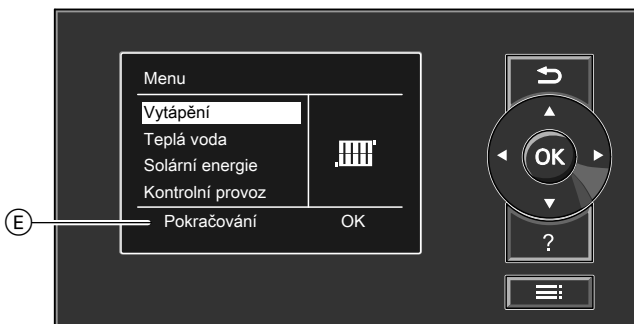 Menu
Vytápění
Teplá voda
Solární energie
Kontrolní provoz
Pokračování OK
E
OK
?